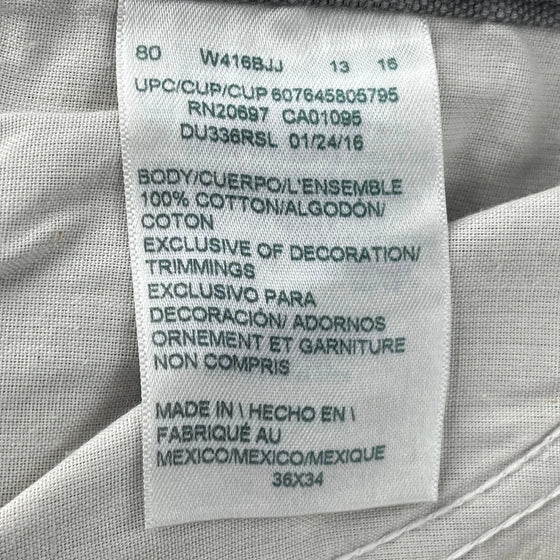 80 W416BJJ 13 16
UPC/CUP/CUP 607645805795
RN20697 CA01095
DU336RSL 01/24/16
BODY/CUERPO/L'ENSEMBLE
100% COTTON/ALGODÓN/
COTON
EXCLUSIVE OF DECORATION/
TRIMMINGS
EXCLUSIVO PARA
DECORACIÓN/ ADORNOS
ORNEMENT ET GARNITURE
NON COMPRIS
MADE IN \ HECHO EN \
FABRIQUÉ AU
MEXICO/MEXICO/MEXIQUE
36X34